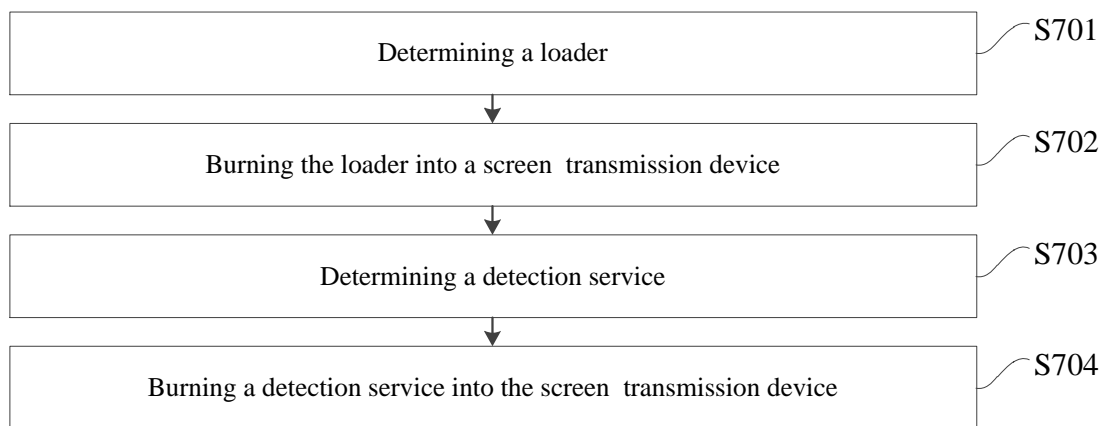 Determining a loader
S701
Burning the loader into a screen  transmission device
S702
Determining a detection service
S703
Burning a detection service into the screen  transmission device
S704